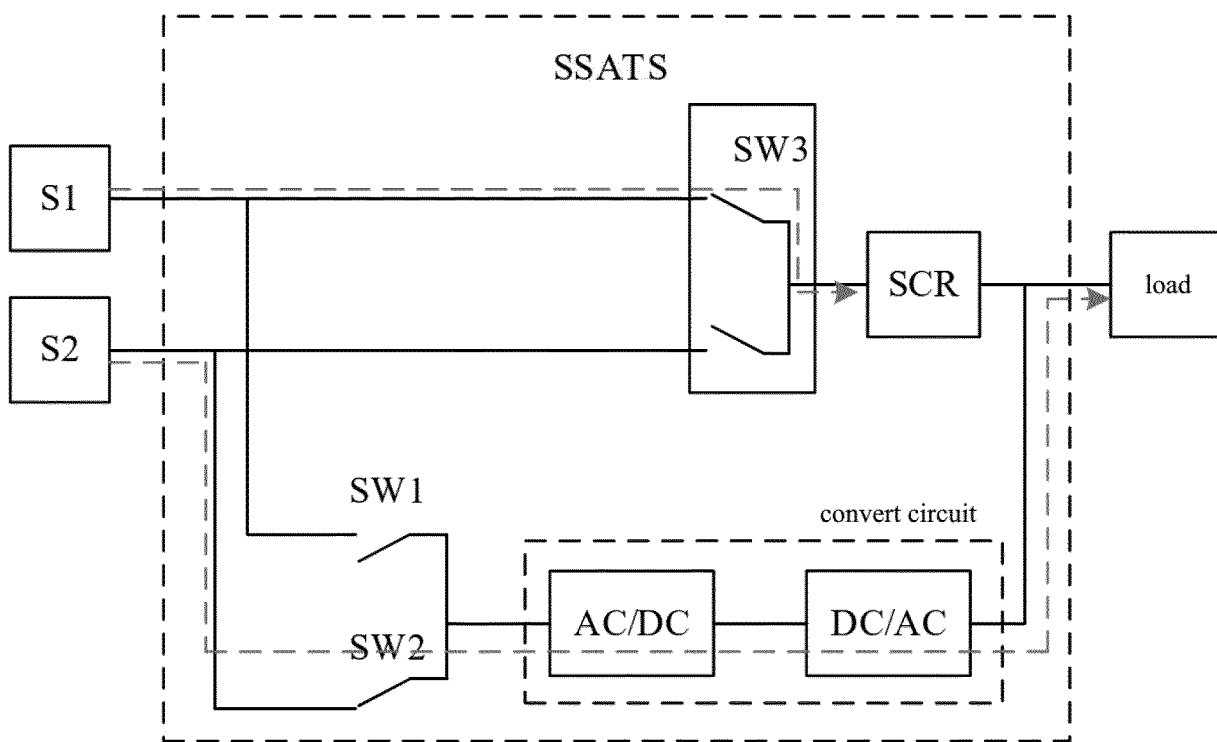 SSATS
SW3
S1
SCR
load
S2
SW1
convert circuit
AC/DC
DC/AC
SW2